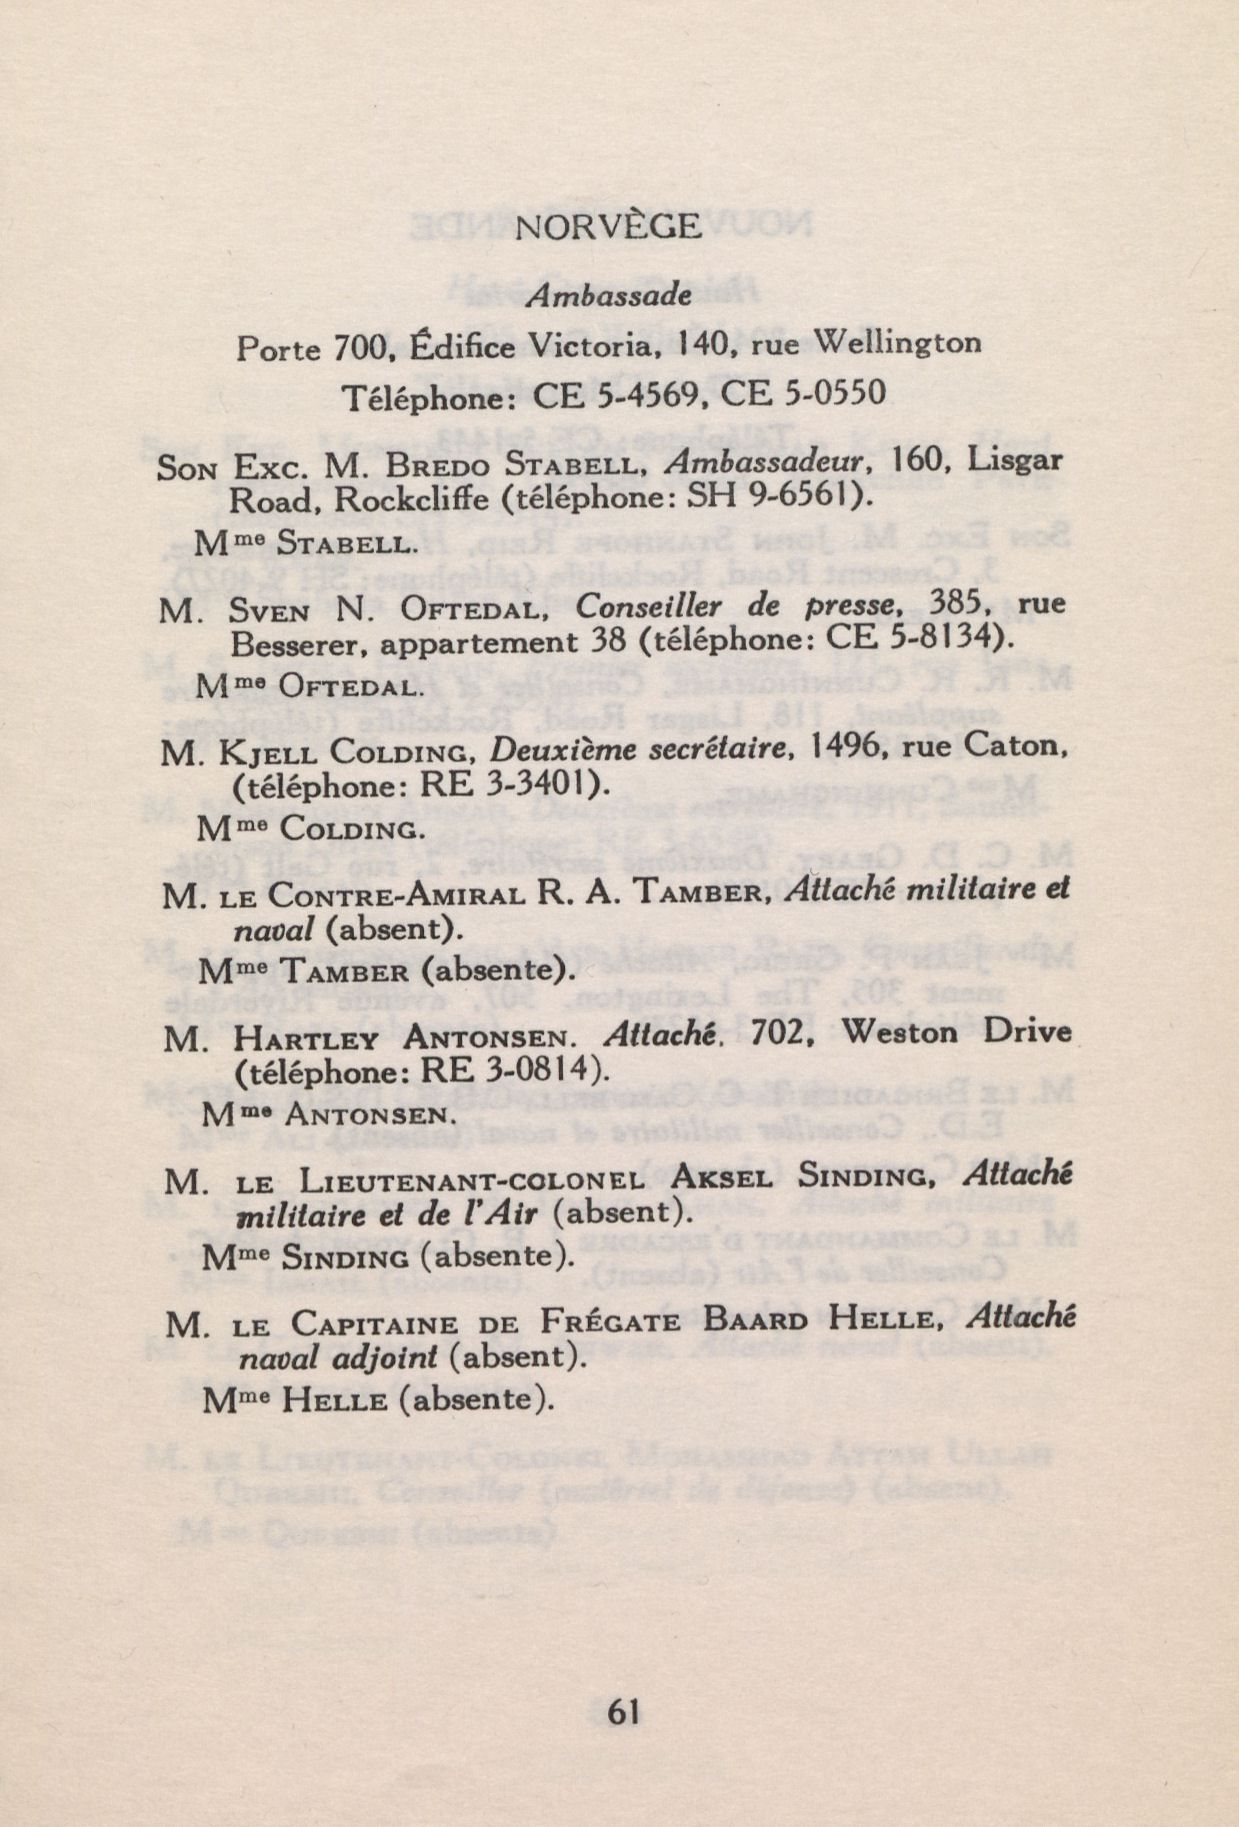 NORVÈGE
Ambassade
Porte 700, Édifice Victoria, 140, rue Wellington
Téléphone: CE 5-4569, CE 5-0550
SON EXC. M. BREDO STABELL, Ambassadeur, 160, Lisgar
Road, Rockcliffe (téléphone: SH 9-6561).
Mme STABELL.
M. SVEN N. OFTEDAL, Conseiller de presse, 385, rue
Besserer, appartement 38 (téléphone: CE 5-8134).
Mme OFTEDAL.
M. KJELL COLDING, Deuxième secrétaire, 1496, rue Caton,
(téléphone: RE 3-3401).
Mme COLDING.
M. LE CONTRE-AMIRAL R. A. TAMBER, Attaché militaire et
naval (absent).
Mme TAMBER (absente).
M. HARTLEY ANTONSEN. Attaché. 702, Weston Drive
(téléphone: RE 3-0814).
Mme ANTONSEN.
M. LE LIEUTENANT-COLONEL AKSEL SINDING, Attaché
militaire et de l'Air (absent).
Mme SINDING (absente).
M. LE CAPITAINE DE FRÉGATE BAARD HELLE, Attaché
naval adjoint (absent).
Mme HELLE (absente).
61